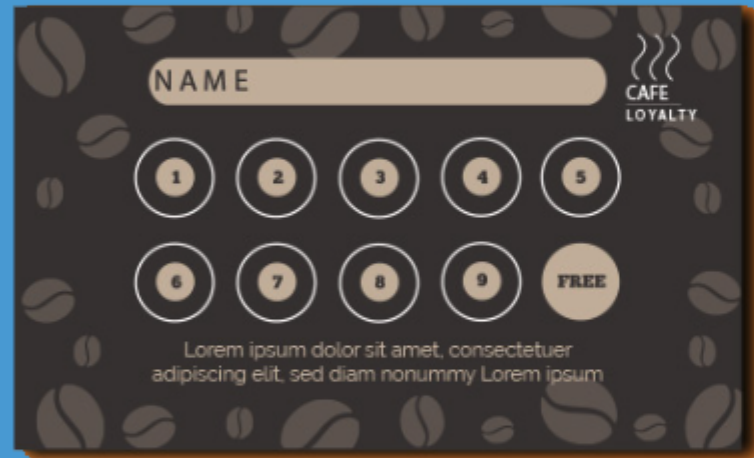 NAME
CAFE
LOYALTY
1 2 3 4 5
6 7 8 9 FREE
Lorem ipsum dolor sit amet, consectetuer
adipiscing elit, sed diam nonummy Lorem ipsum